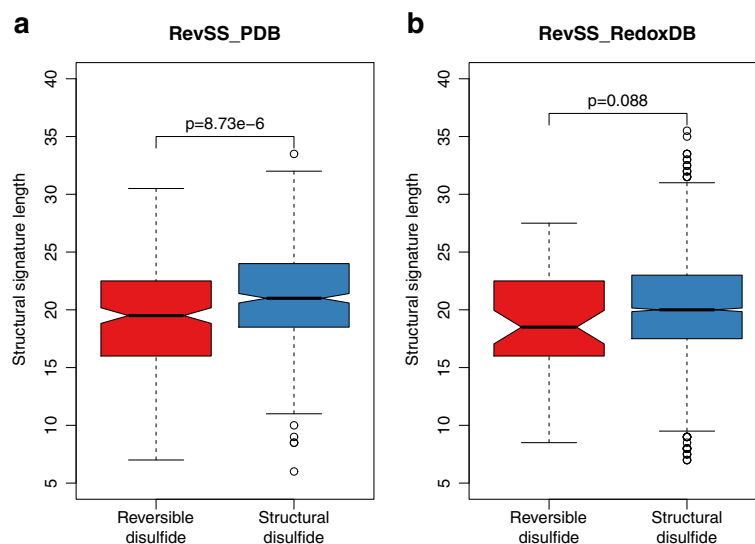 a
RevSS_PDB
Structural signature length
40
35
30
25
20
15
10
5
p=8.73e−6
Reversible
disulfide
Structural
disulfide
b
RevSS_RedoxDB
Structural signature length
40
35
30
25
20
15
10
5
p=0.088
Reversible
disulfide
Structural
disulfide